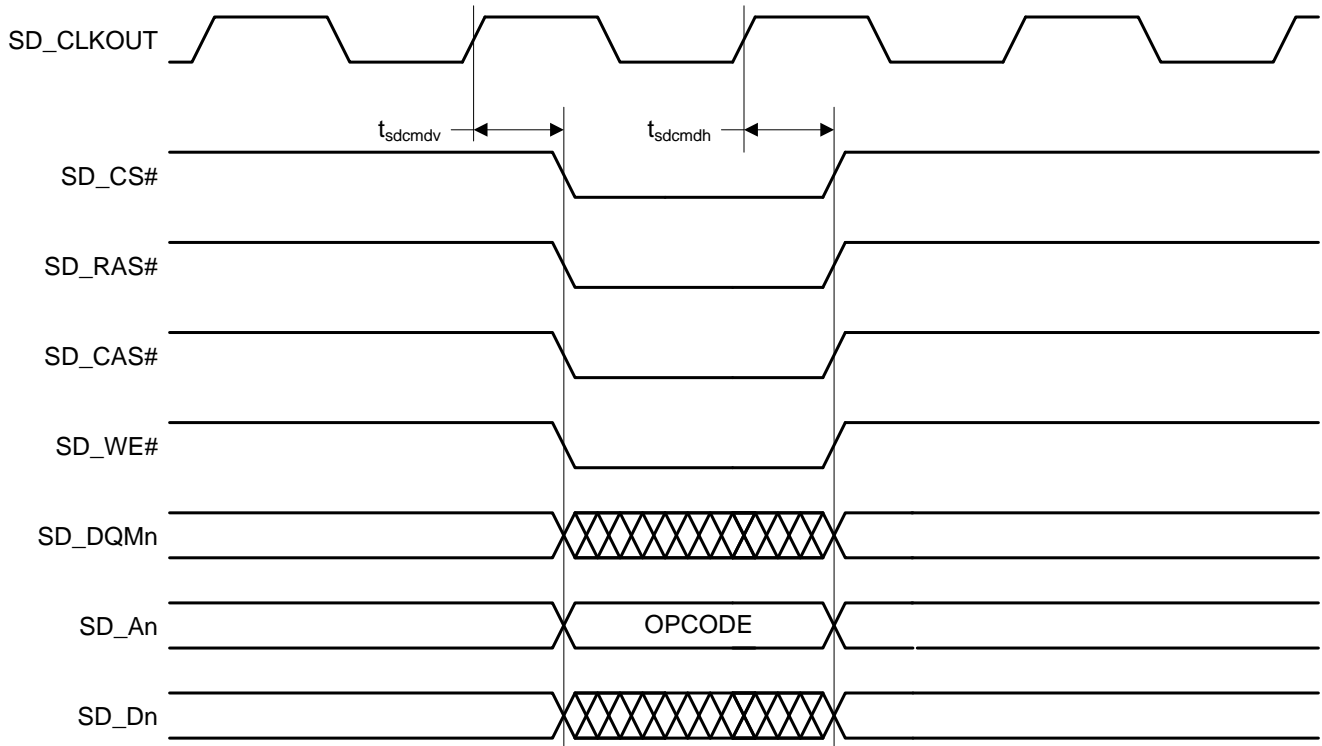 SD_CLKOUT
tsdcmdv
tsdcmdh
SD_CS#
SD_RAS#
SD_CAS#
SD_WE#
SD_DQMn
SD_An
OPCODE
SD_Dn